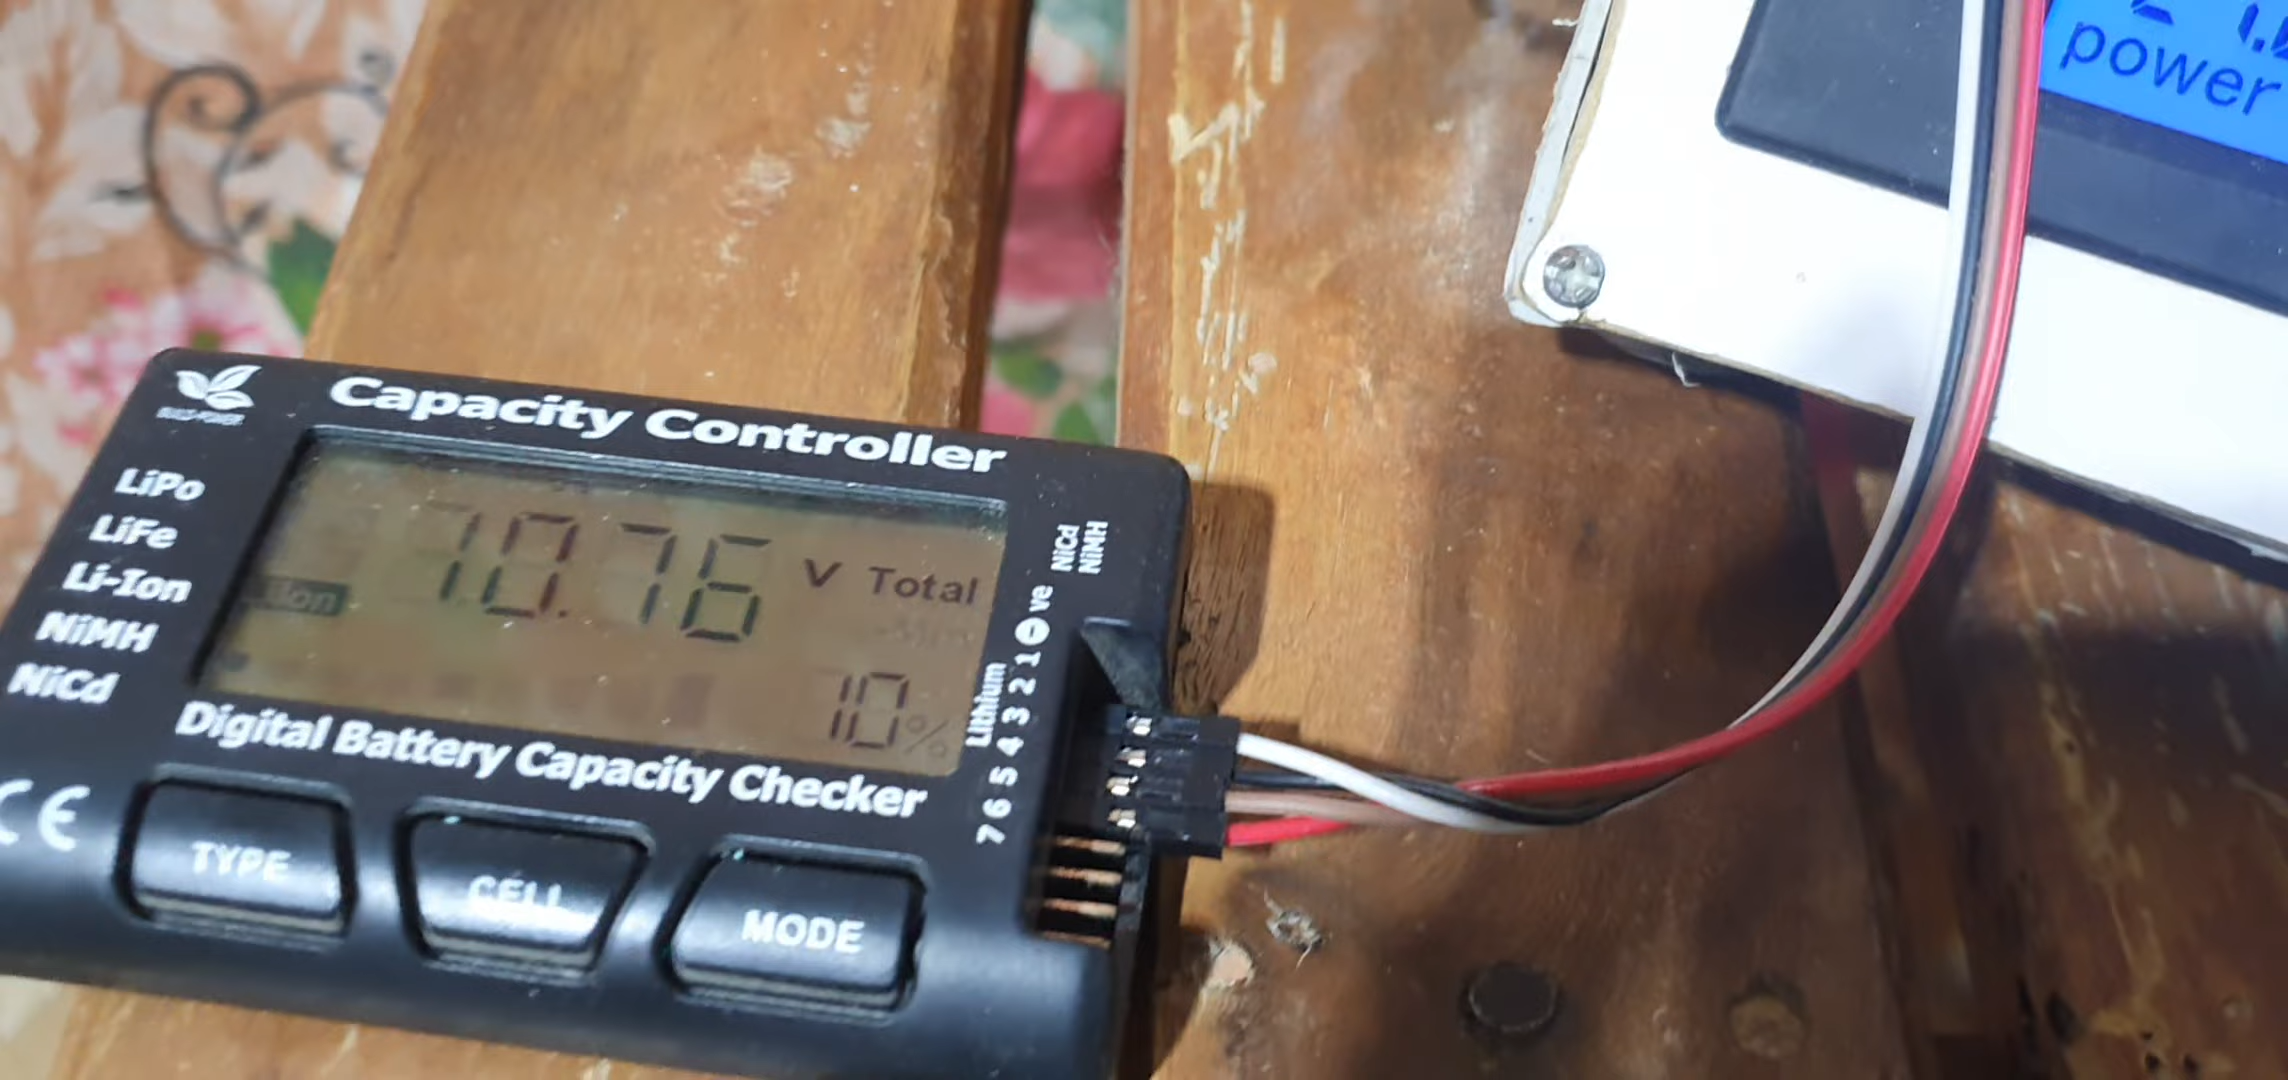 power
Capacity Controller
LiPo
LiFe
Li-Ion
NiMH
NiCd
10.76 V Total
Ion
10%
NiCd
NiMH
Lithium
7 6 5 4 3 2 1 ⊖ ve
Digital Battery Capacity Checker
CE
TYPE
CELL
MODE